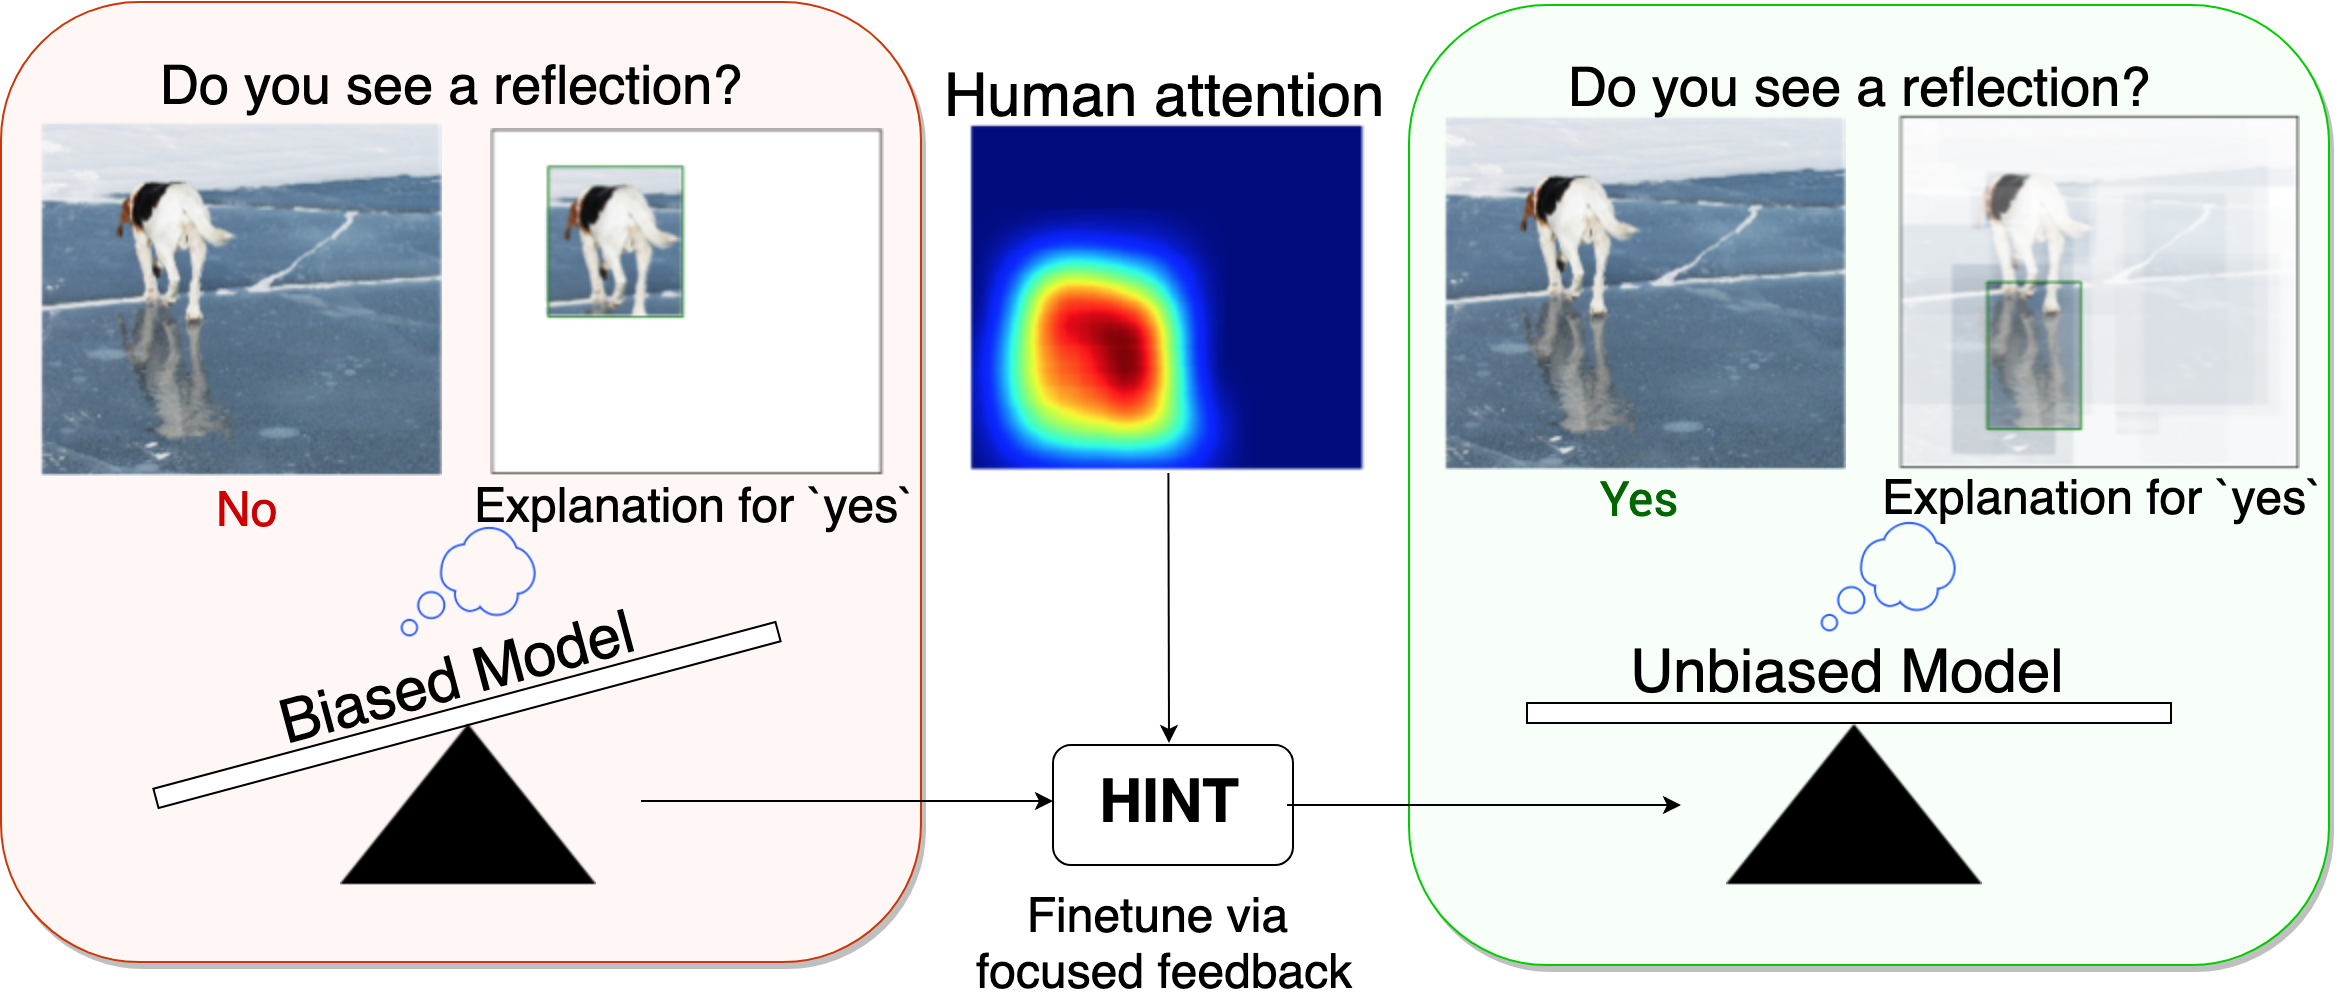 Do you see a reflection?
No
Explanation for `yes`
Biased Model
Human attention
HINT
Finetune via
focused feedback
Do you see a reflection?
Yes
Explanation for `yes`
Unbiased Model